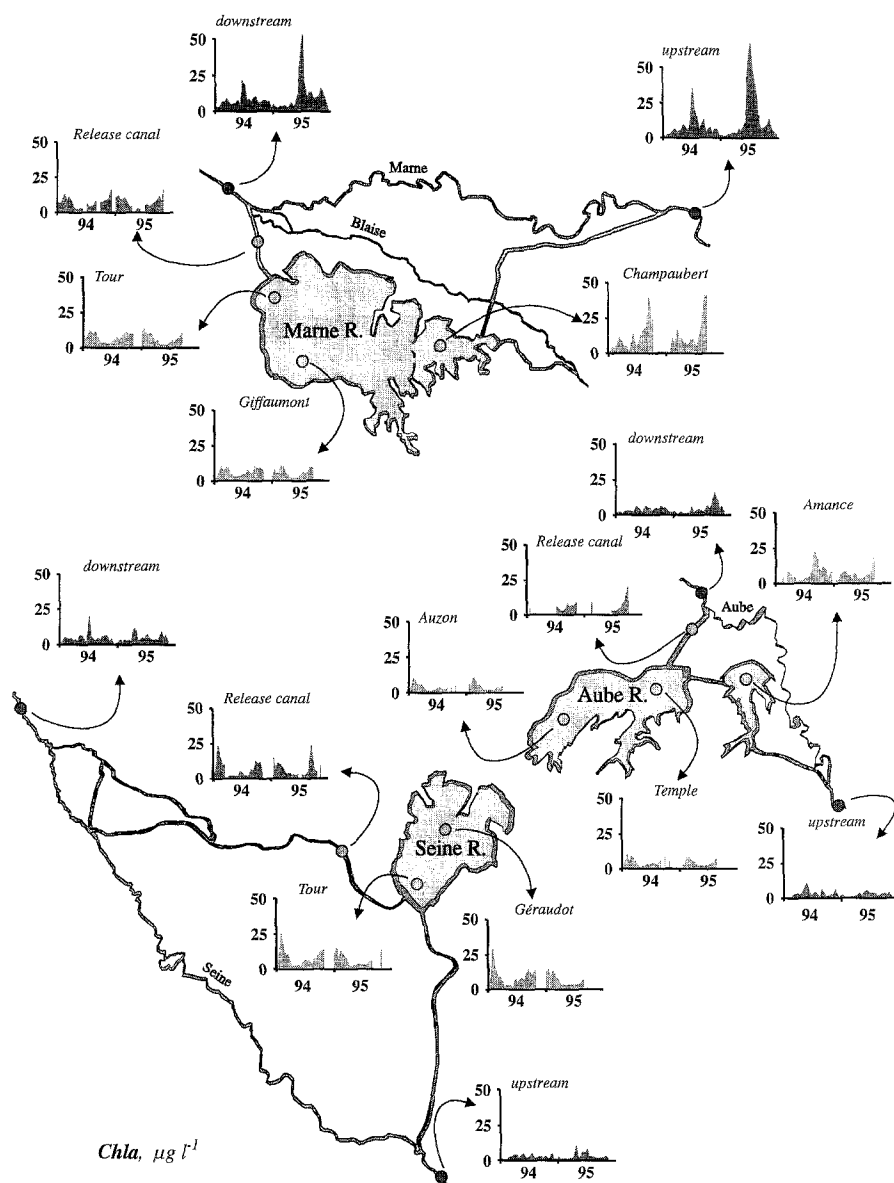 downstream
50
25
0
94 95
upstream
50
25
0
94 95
Release canal
50
25
0
94 95
Marne
Blaise
Tour
50
25
0
94 95
Marne R.
Champaubert
50
25
0
94 95
Giffaumont
50
25
0
94 95
downstream
50
25
0
94 95
Amance
50
25
0
94 95
Release canal
50
25
0
94 95
Aube
downstream
50
25
0
94 95
Auzon
50
25
0
94 95
Aube R.
Release canal
50
25
0
94 95
Temple
50
25
0
94 95
upstream
50
25
0
94 95
Seine R.
Tour
50
25
0
94 95
Géraudot
50
25
0
94 95
Seine
upstream
50
25
0
94 95
Chla, µg l-1